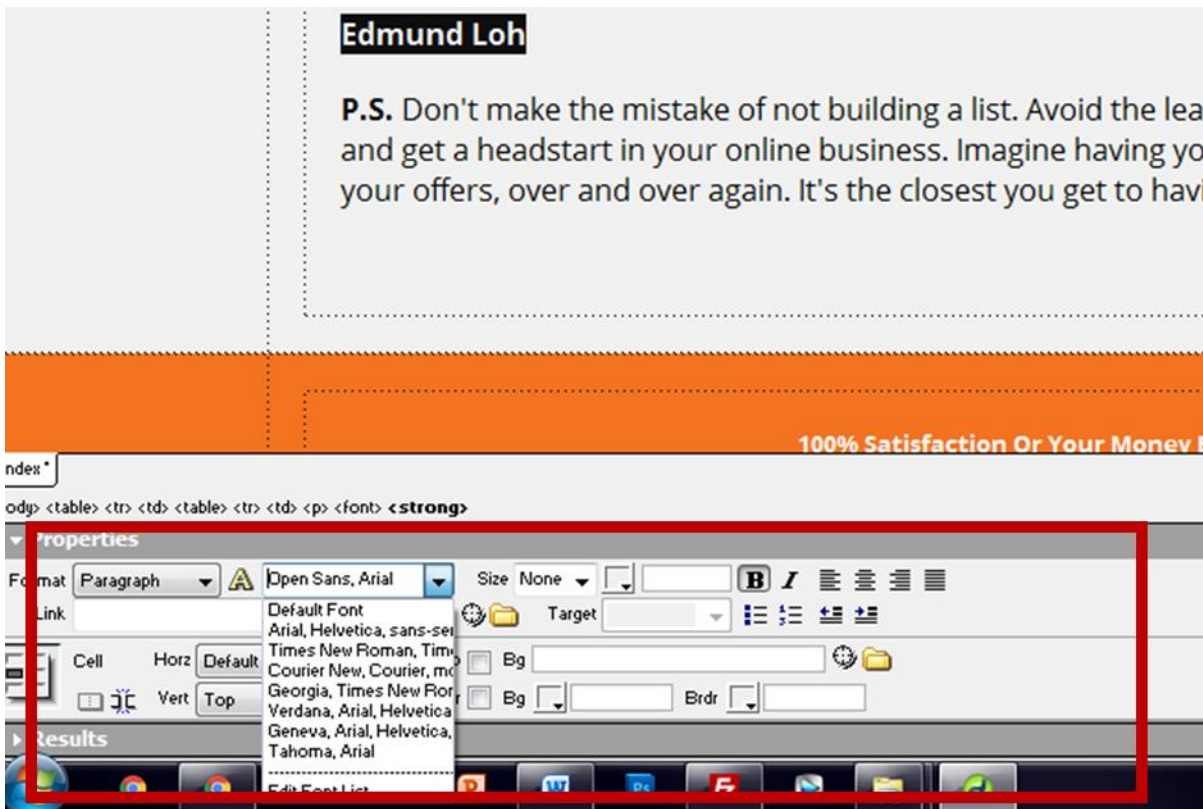 Edmund Loh
P.S. Don't make the mistake of not building a list. Avoid the lea
and get a headstart in your online business. Imagine having yo
your offers, over and over again. It's the closest you get to havi
100% Satisfaction Or Your Money
ndex*
ody> <table> <tr> <td> <table> <tr> <td> <p> <font> <strong>
Properties
Format Paragraph Open Sans, Arial Size None B I
Link Target
Default Font
Arial, Helvetica, sans-ser
Times New Roman, Tim
Courier New, Courier, mo
Georgia, Times New Ror
Verdana, Arial, Helvetica
Geneva, Arial, Helvetica,
Tahoma, Arial
Edit Font List
Cell Horz Default Bg
Vert Top Bg Brdr
Results